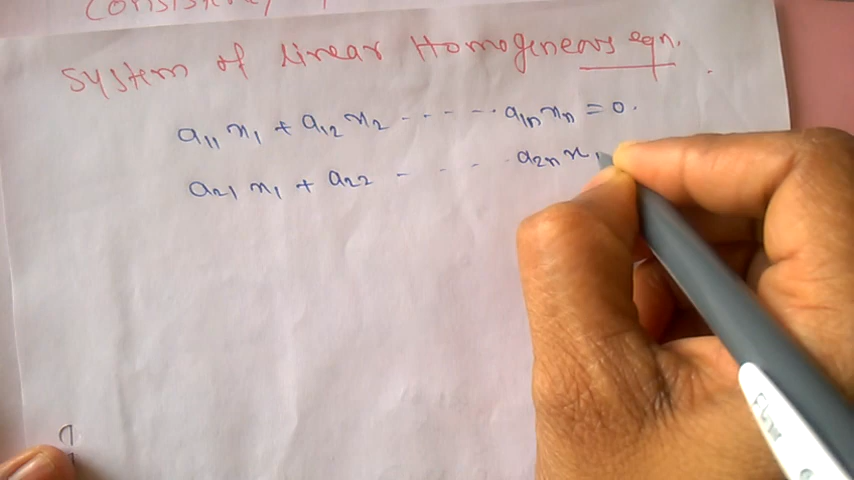 System of linear Homogeneous eqn.
a11 x1 + a12 x2 ------ a1n xn = 0.
a21 x1 + a22 - - - - a2n x